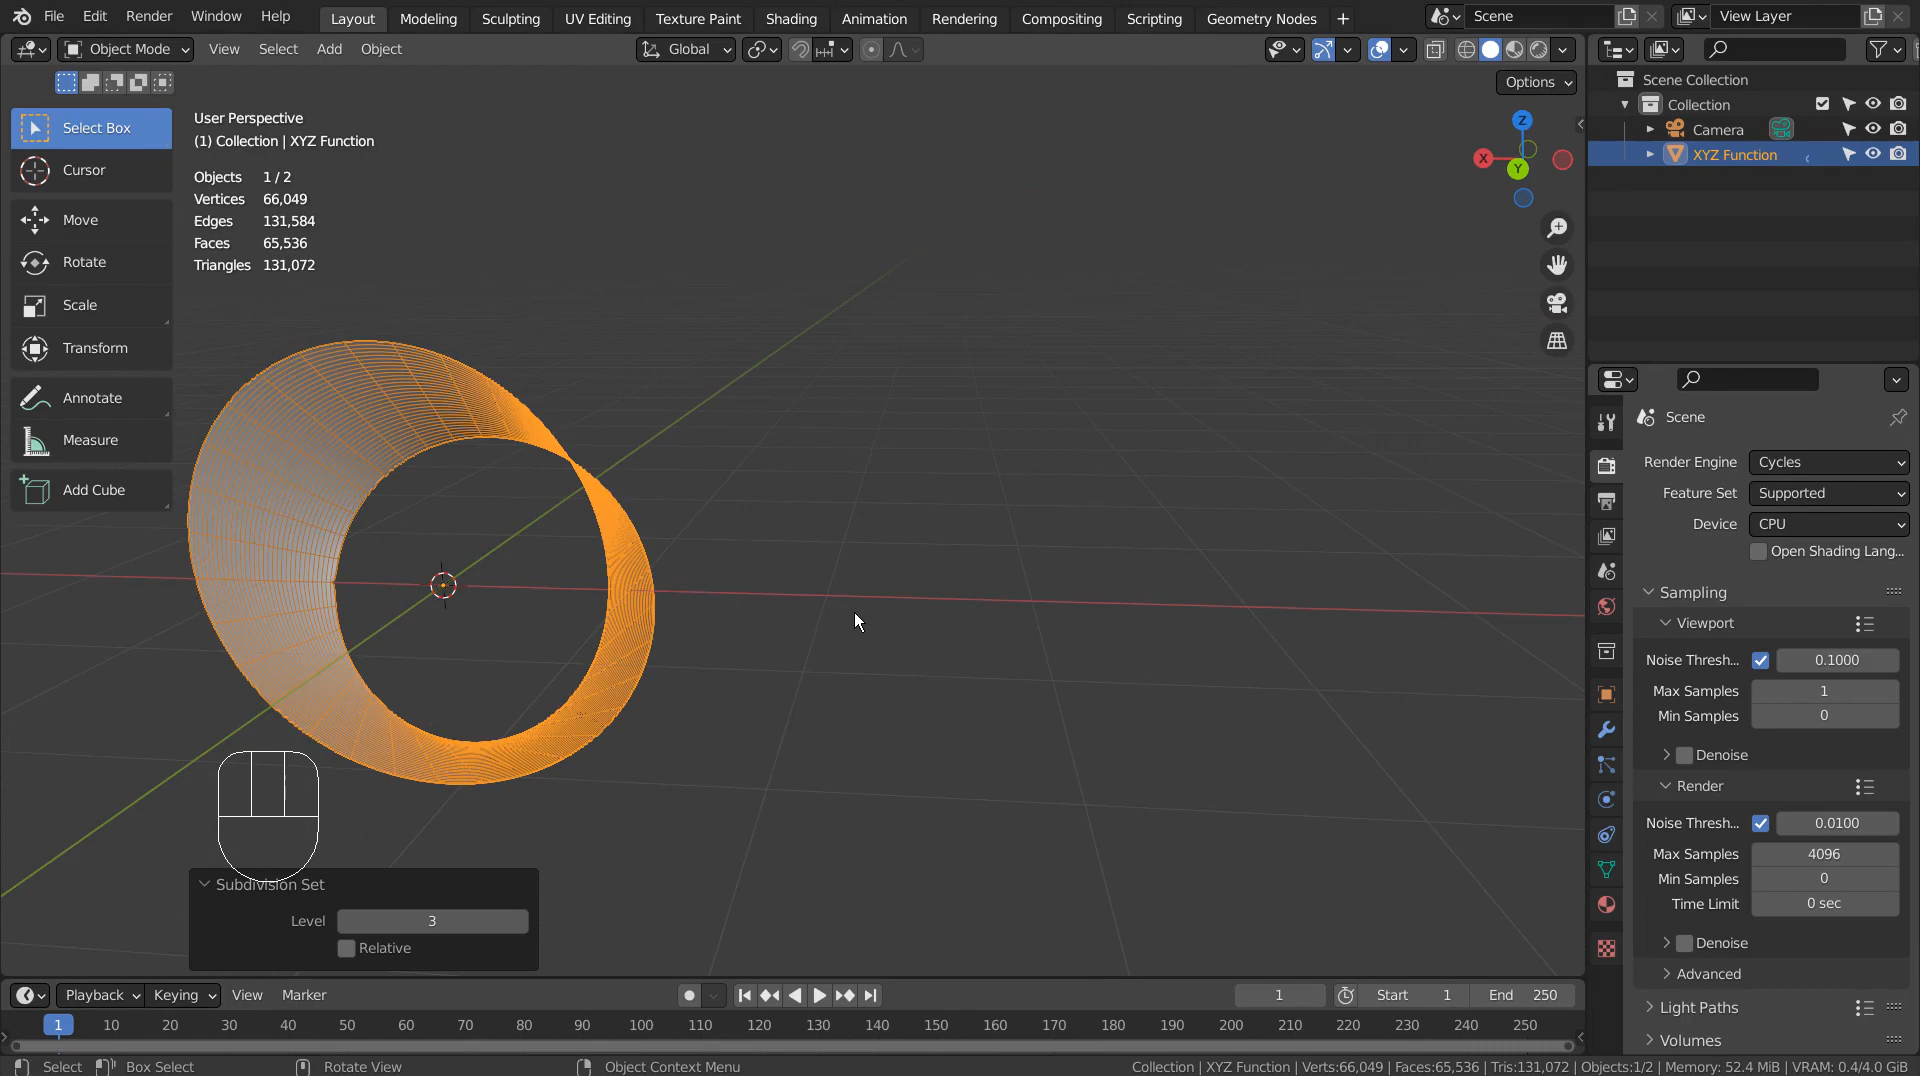 File Edit Render Window Help Layout Modeling Sculpting UV Editing Texture Paint Shading Animation Rendering Compositing Scripting Geometry Nodes + Scene View Layer
Object Mode View Select Add Object Global
Options
Select Box
Cursor
Move
Rotate
Scale
Transform
Annotate
Measure
Add Cube
User Perspective
(1) Collection | XYZ Function
Objects 1 / 2
Vertices 66,049
Edges 131,584
Faces 65,536
Triangles 131,072
Z
X
Y
Scene Collection
Collection
Camera
XYZ Function
Scene
Render Engine Cycles
Feature Set Supported
Device CPU
Open Shading Lang...
Sampling
Viewport
Noise Thresh... 0.1000
Max Samples 1
Min Samples 0
Denoise
Render
Noise Thresh... 0.0100
Max Samples 4096
Min Samples 0
Time Limit 0 sec
Denoise
Advanced
Light Paths
Volumes
Subdivision Set
Level 3
Relative
Playback Keying View Marker 1 Start 1 End 250
1 10 20 30 40 50 60 70 80 90 100 110 120 130 140 150 160 170 180 190 200 210 220 230 240 250
Select Box Select Rotate View Object Context Menu Collection | XYZ Function | Verts:66,049 | Faces:65,536 | Tris:131,072 | Objects:1/2 | Memory: 52.4 MiB | VRAM: 0.4/4.0 GiB